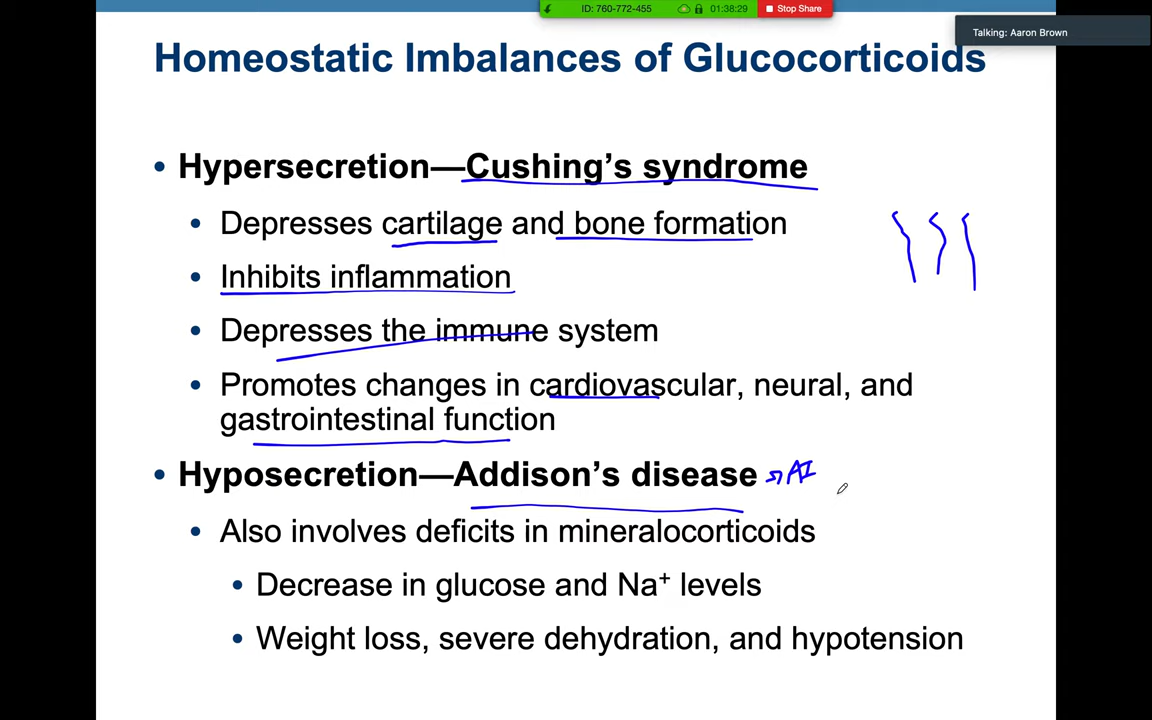 ID: 760-772-455 01:38:29 Stop Share
Talking: Aaron Brown
Homeostatic Imbalances of Glucocorticoids
• Hypersecretion—Cushing's syndrome
• Depresses cartilage and bone formation
• Inhibits inflammation
• Depresses the immune system
• Promotes changes in cardiovascular, neural, and
gastrointestinal function
• Hyposecretion—Addison's disease → AI
• Also involves deficits in mineralocorticoids
• Decrease in glucose and Na⁺ levels
• Weight loss, severe dehydration, and hypotension